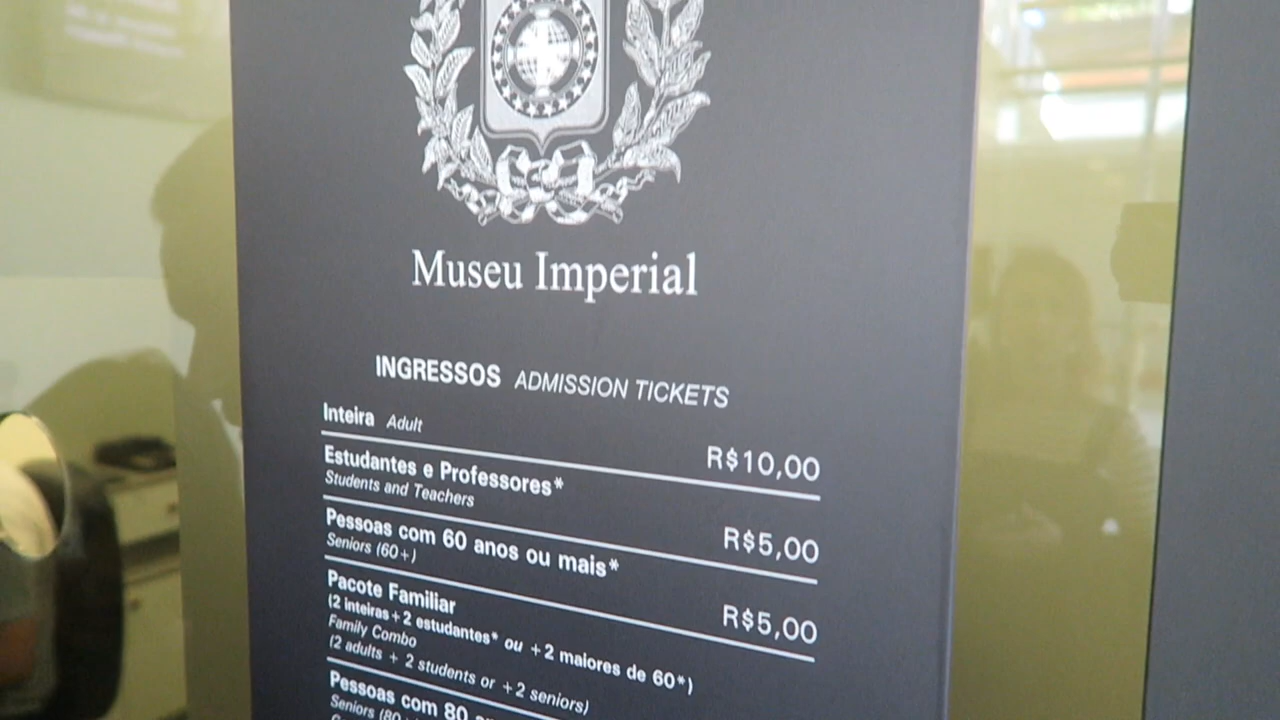 Museu Imperial
INGRESSOS ADMISSION TICKETS
Inteira Adult
R$10,00
Estudantes e Professores*
Students and Teachers
R$5,00
Pessoas com 60 anos ou mais*
Seniors (60+)
R$5,00
Pacote Familiar
(2 inteiras+2 estudantes* ou +2 maiores de 60*)
Family Combo
(2 adults + 2 students or +2 seniors)
Pessoas com 80
Seniors (80+)